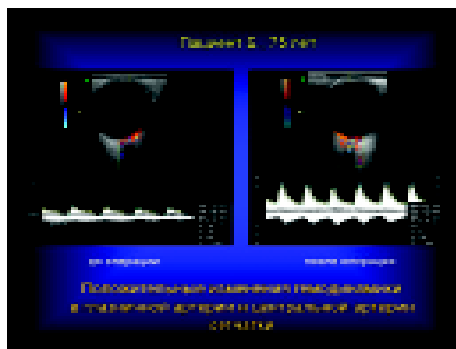 Пациент Б., 75 лет
до операции
после операции
Положительные изменения гемодинамики
в глазничной артерии и центральной артерии
сетчатки